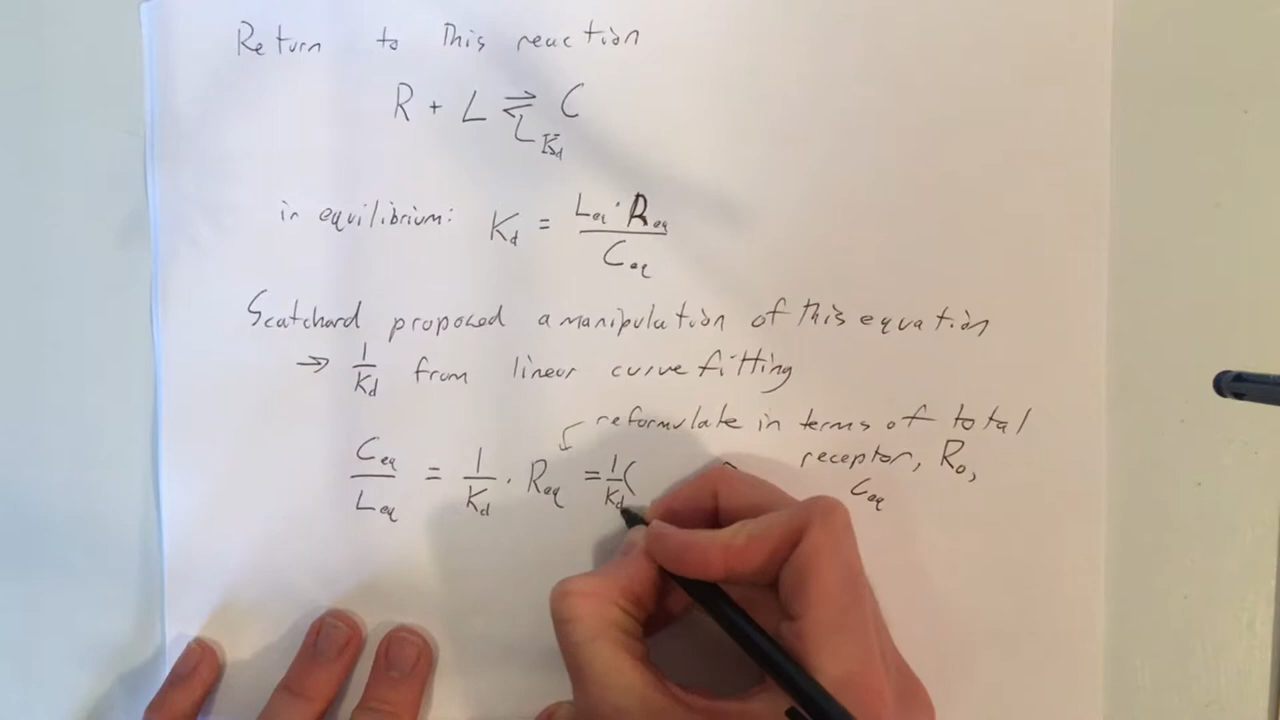 Return to this reaction
R + L ⇌ C
Kd
in equilibrium: Kd = Leq · Req / Ceq
Scatchard proposed a manipulation of this equation
→ 1/Kd from linear curve fitting
reformulate in terms of total
receptor, R0,
Ceq
Ceq/Leq = 1/Kd · Req = 1/Kd (